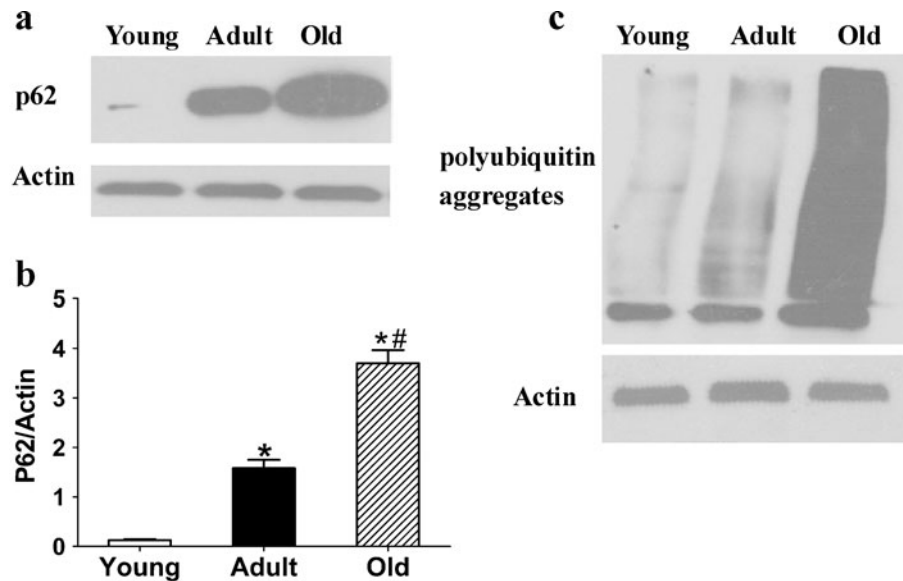 a
Young Adult Old
p62
Actin
b
P62/Actin
5
4
3
2
1
0
*
*#
Young Adult Old
c
Young Adult Old
polyubiquitin
aggregates
Actin